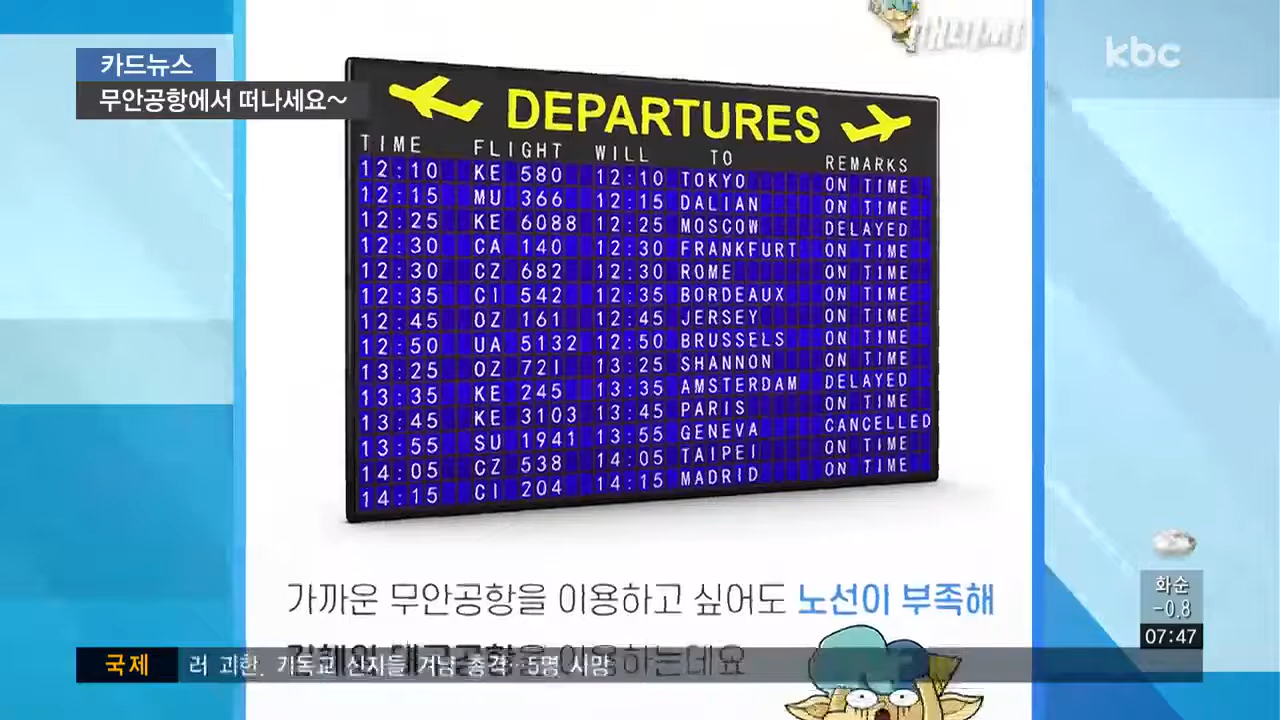 카드뉴스
kbc
무안공항에서 떠나세요~
DEPARTURES
TIME FLIGHT WILL TO REMARKS
12:10 KE 580 12:10 TOKYO ON TIME
12:15 MU 366 12:15 DALIAN ON TIME
12:25 KE 6088 12:25 MOSCOW DELAYED
12:30 CA 140 12:30 FRANKFURT ON TIME
12:30 CZ 682 12:30 ROME ON TIME
12:35 CI 542 12:35 BORDEAUX ON TIME
12:45 OZ 161 12:45 JERSEY ON TIME
12:50 UA 5132 12:50 BRUSSELS ON TIME
13:25 OZ 721 13:25 SHANNON ON TIME
13:35 KE 245 13:35 AMSTERDAM DELAYED
13:45 KE 3103 13:45 PARIS ON TIME
13:55 SU 1941 13:55 GENEVA CANCELLED
14:05 CZ 538 14:05 TAIPEI ON TIME
14:15 CI 204 14:15 MADRID ON TIME
가까운 무안공항을 이용하고 싶어도 노선이 부족해
화순
-0.8
07:47
이용하는데요
국제 러 괴한, 기독교 신자들 겨냥 총격…5명 사망